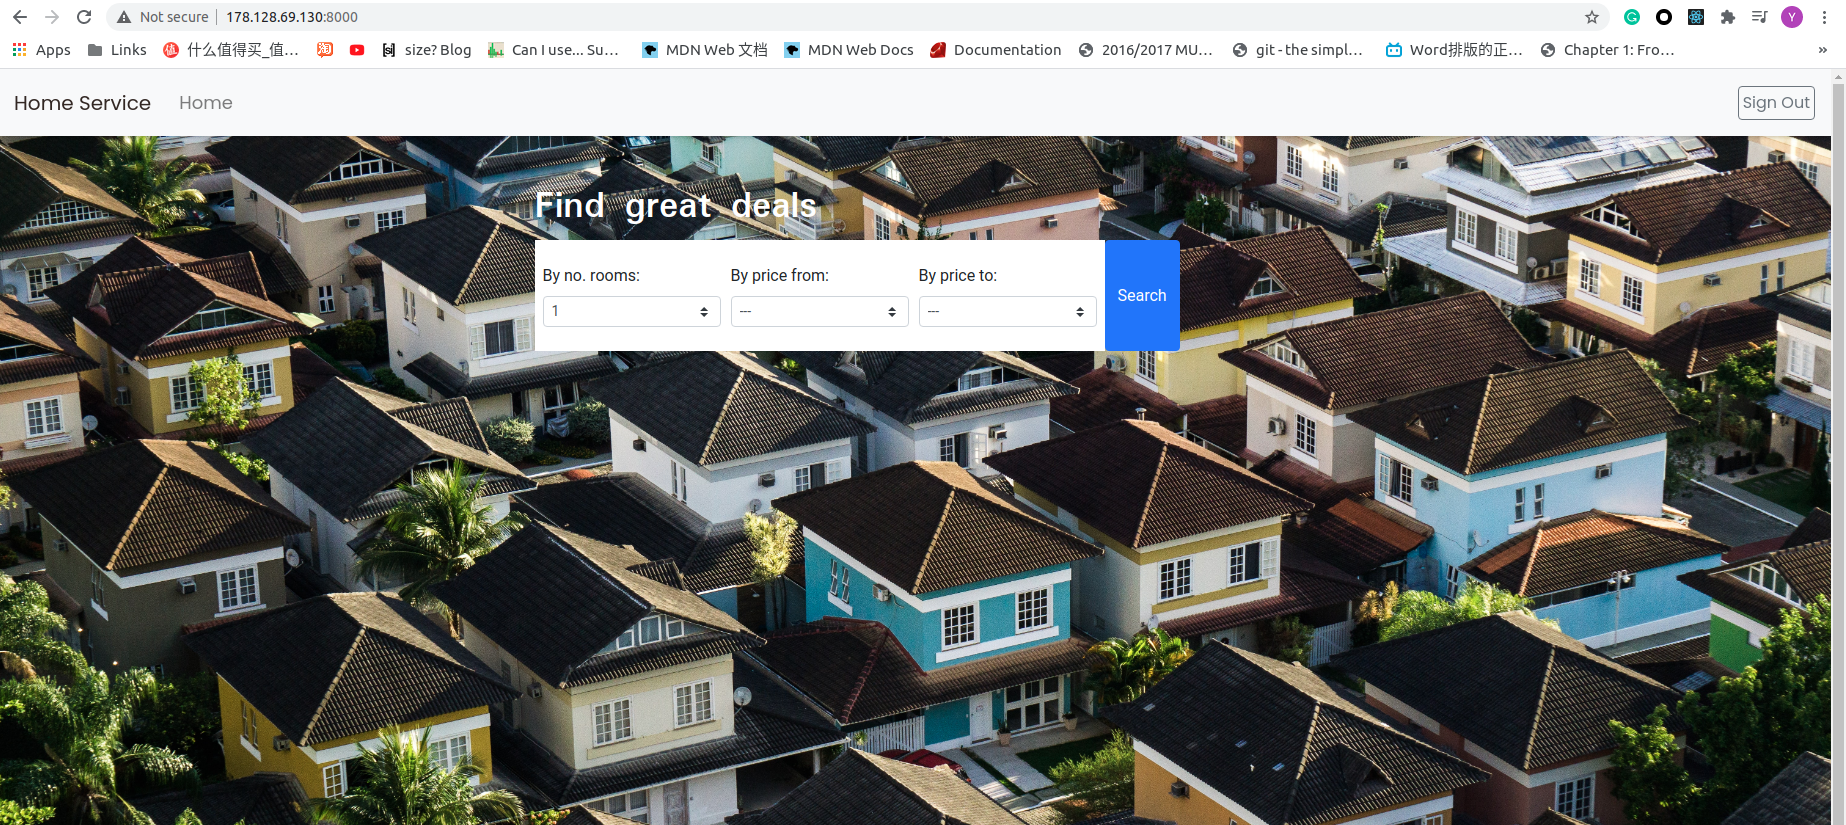 Not secure | 178.128.69.130:8000
Y
Apps Links 值 什么值得买_值… 淘 size? Blog Can I use... Su… MDN Web 文档 MDN Web Docs Documentation 2016/2017 MU… git - the simpl… Word排版的正… Chapter 1: Fro… »
Home Service Home Sign Out
Find great deals
By no. rooms: By price from: By price to:
1 --- --- Search